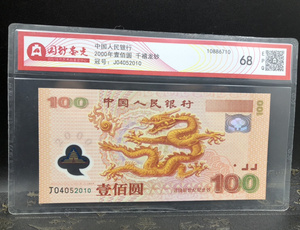 国衍鉴定
中国人民银行
2000年壹佰圆 千禧龙钞
冠号：J04052010
10886710
68
E
P
Q
100
中国人民银行
100
J04052010
壹佰圆
100